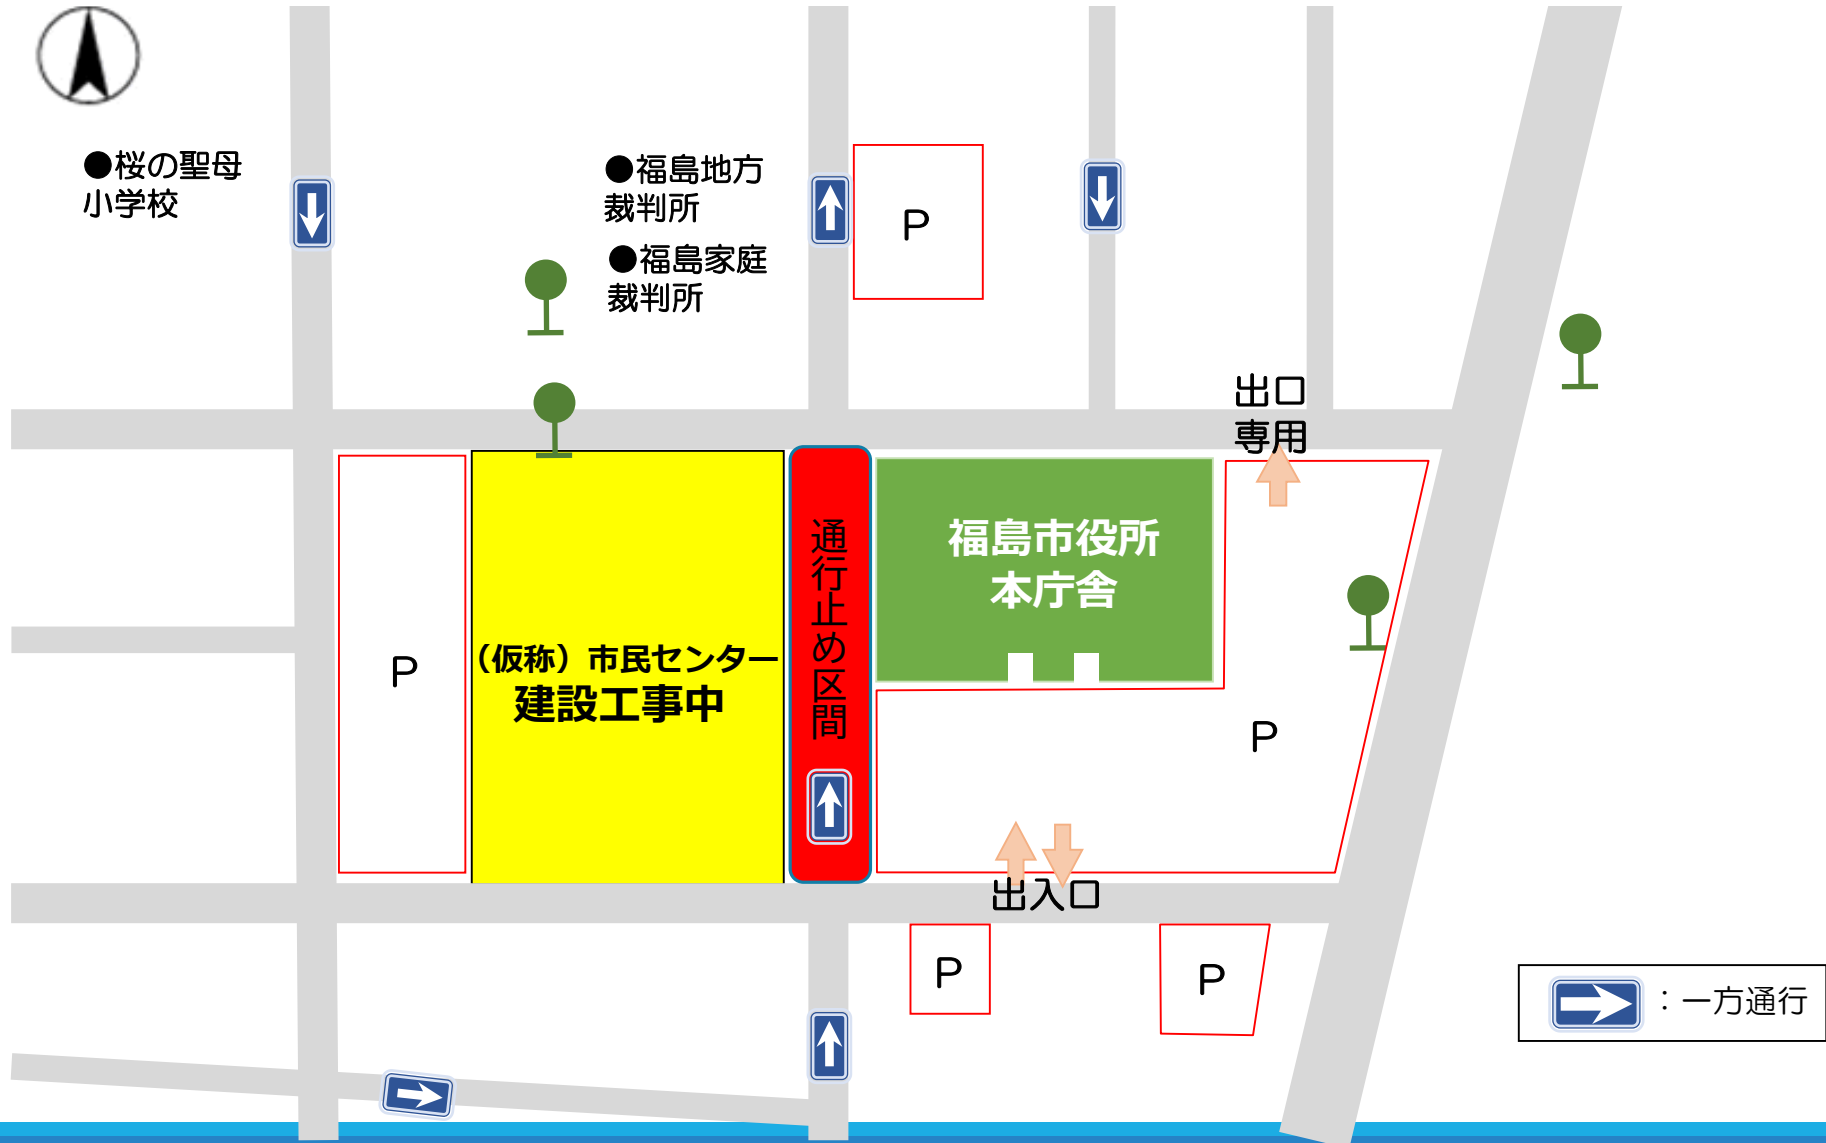 ●桜の聖母
小学校
●福島地方
裁判所
●福島家庭
裁判所
P
出口
専用
P
(仮称)市民センター
建設工事中
通行止め区間
福島市役所
本庁舎
P
出入口
P
P
:一方通行